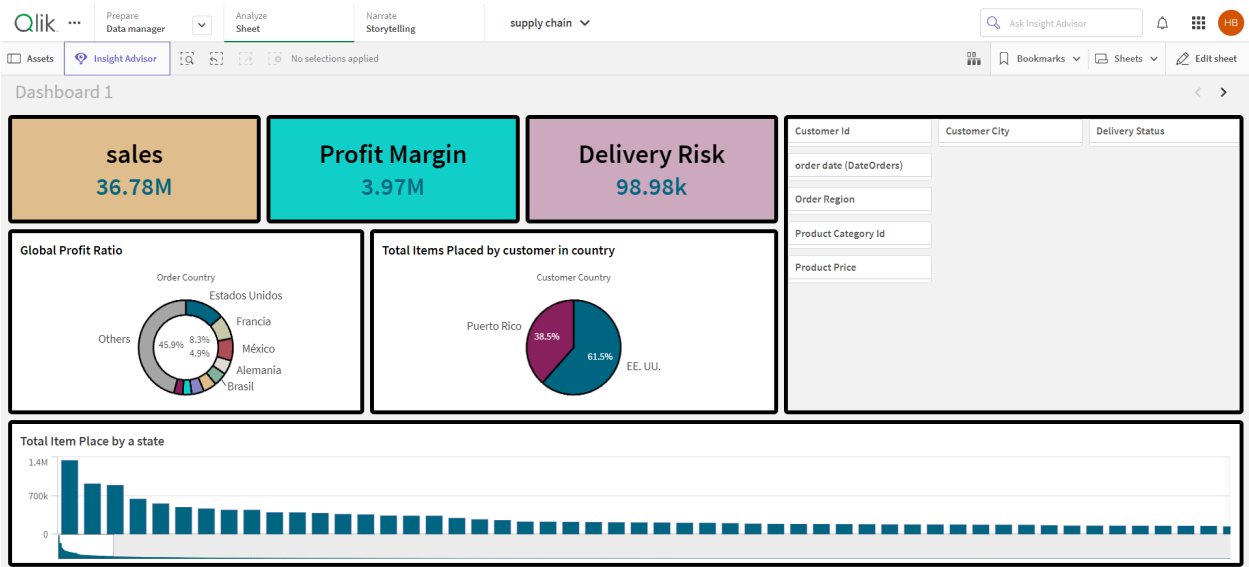 Qlik
Prepare
Data manager
Analyze
Sheet
Narrate
Storytelling
supply chain
Ask Insight Advisor
HB
Assets
Insight Advisor
No selections applied
Bookmarks
Sheets
Edit sheet
Dashboard 1
sales
36.78M
Profit Margin
3.97M
Delivery Risk
98.98k
Customer Id
Customer City
Delivery Status
order date (DateOrders)
Order Region
Product Category Id
Product Price
Global Profit Ratio
Order Country
Estados Unidos
Francia
México
Alemania
Brasil
Others
45.9%
8.3%
4.9%
Total Items Placed by customer in country
Customer Country
Puerto Rico
38.5%
61.5%
EE. UU.
Total Item Place by a state
1.4M
700k
0